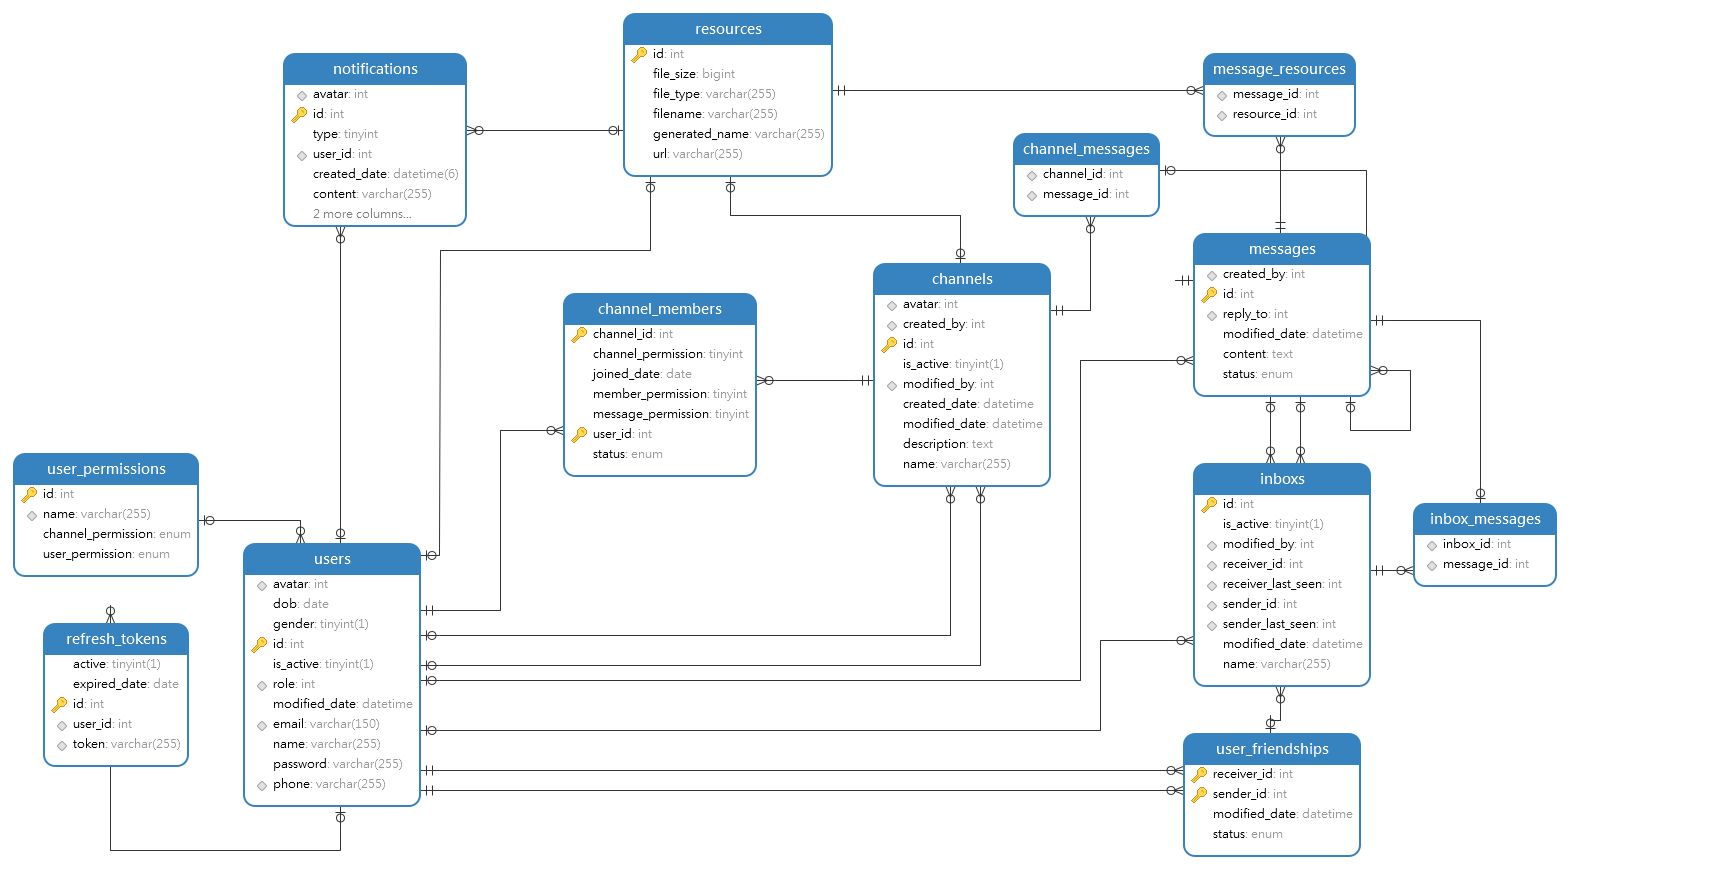 resources
id: int
file_size: bigint
file_type: varchar(255)
filename: varchar(255)
generated_name: varchar(255)
url: varchar(255)
notifications
avatar: int
id: int
type: tinyint
user_id: int
created_date: datetime(6)
content: varchar(255)
2 more columns...
message_resources
message_id: int
resource_id: int
channel_messages
channel_id: int
message_id: int
messages
created_by: int
id: int
reply_to: int
modified_date: datetime
content: text
status: enum
channels
avatar: int
created_by: int
id: int
is_active: tinyint(1)
modified_by: int
created_date: datetime
modified_date: datetime
description: text
name: varchar(255)
channel_members
channel_id: int
channel_permission: tinyint
joined_date: date
member_permission: tinyint
message_permission: tinyint
user_id: int
status: enum
user_permissions
id: int
name: varchar(255)
channel_permission: enum
user_permission: enum
users
avatar: int
dob: date
gender: tinyint(1)
id: int
is_active: tinyint(1)
role: int
modified_date: datetime
email: varchar(150)
name: varchar(255)
password: varchar(255)
phone: varchar(255)
refresh_tokens
active: tinyint(1)
expired_date: date
id: int
user_id: int
token: varchar(255)
inboxs
id: int
is_active: tinyint(1)
modified_by: int
receiver_id: int
receiver_last_seen: int
sender_id: int
sender_last_seen: int
modified_date: datetime
name: varchar(255)
inbox_messages
inbox_id: int
message_id: int
user_friendships
receiver_id: int
sender_id: int
modified_date: datetime
status: enum